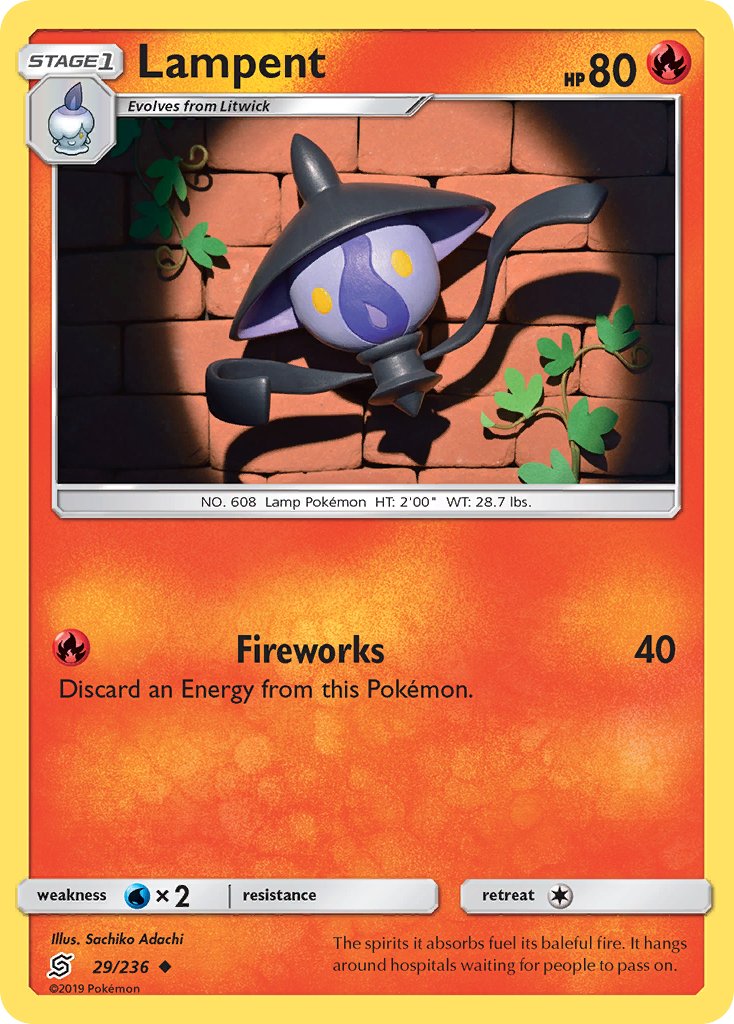 STAGE1
Lampent
HP80
Evolves from Litwick
NO. 608 Lamp Pokémon HT: 2'00" WT: 28.7 lbs.
Fireworks 40
Discard an Energy from this Pokémon.
weakness ×2 resistance retreat
Illus. Sachiko Adachi
29/236
©2019 Pokémon
The spirits it absorbs fuel its baleful fire. It hangs
around hospitals waiting for people to pass on.